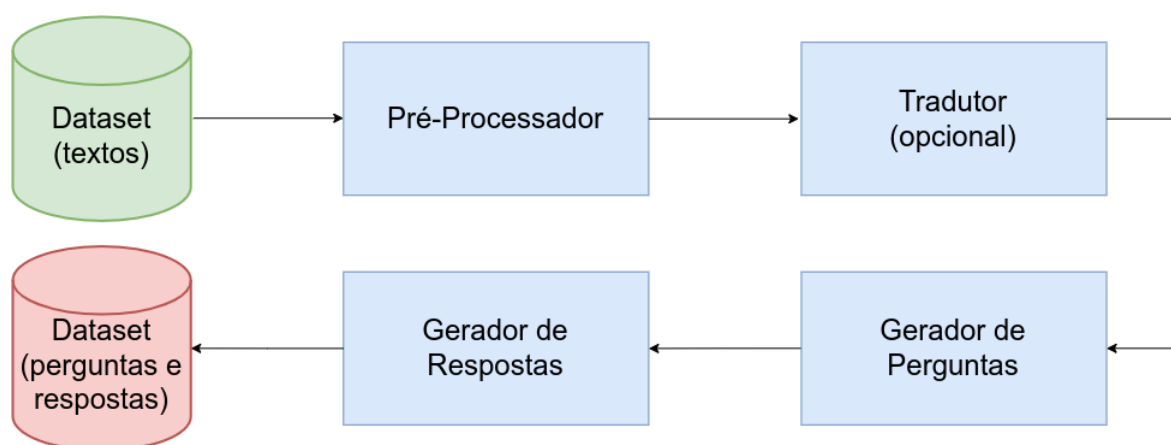 Dataset
(textos)
Pré-Processador
Tradutor
(opcional)
Dataset
(perguntas e
respostas)
Gerador de
Respostas
Gerador de
Perguntas